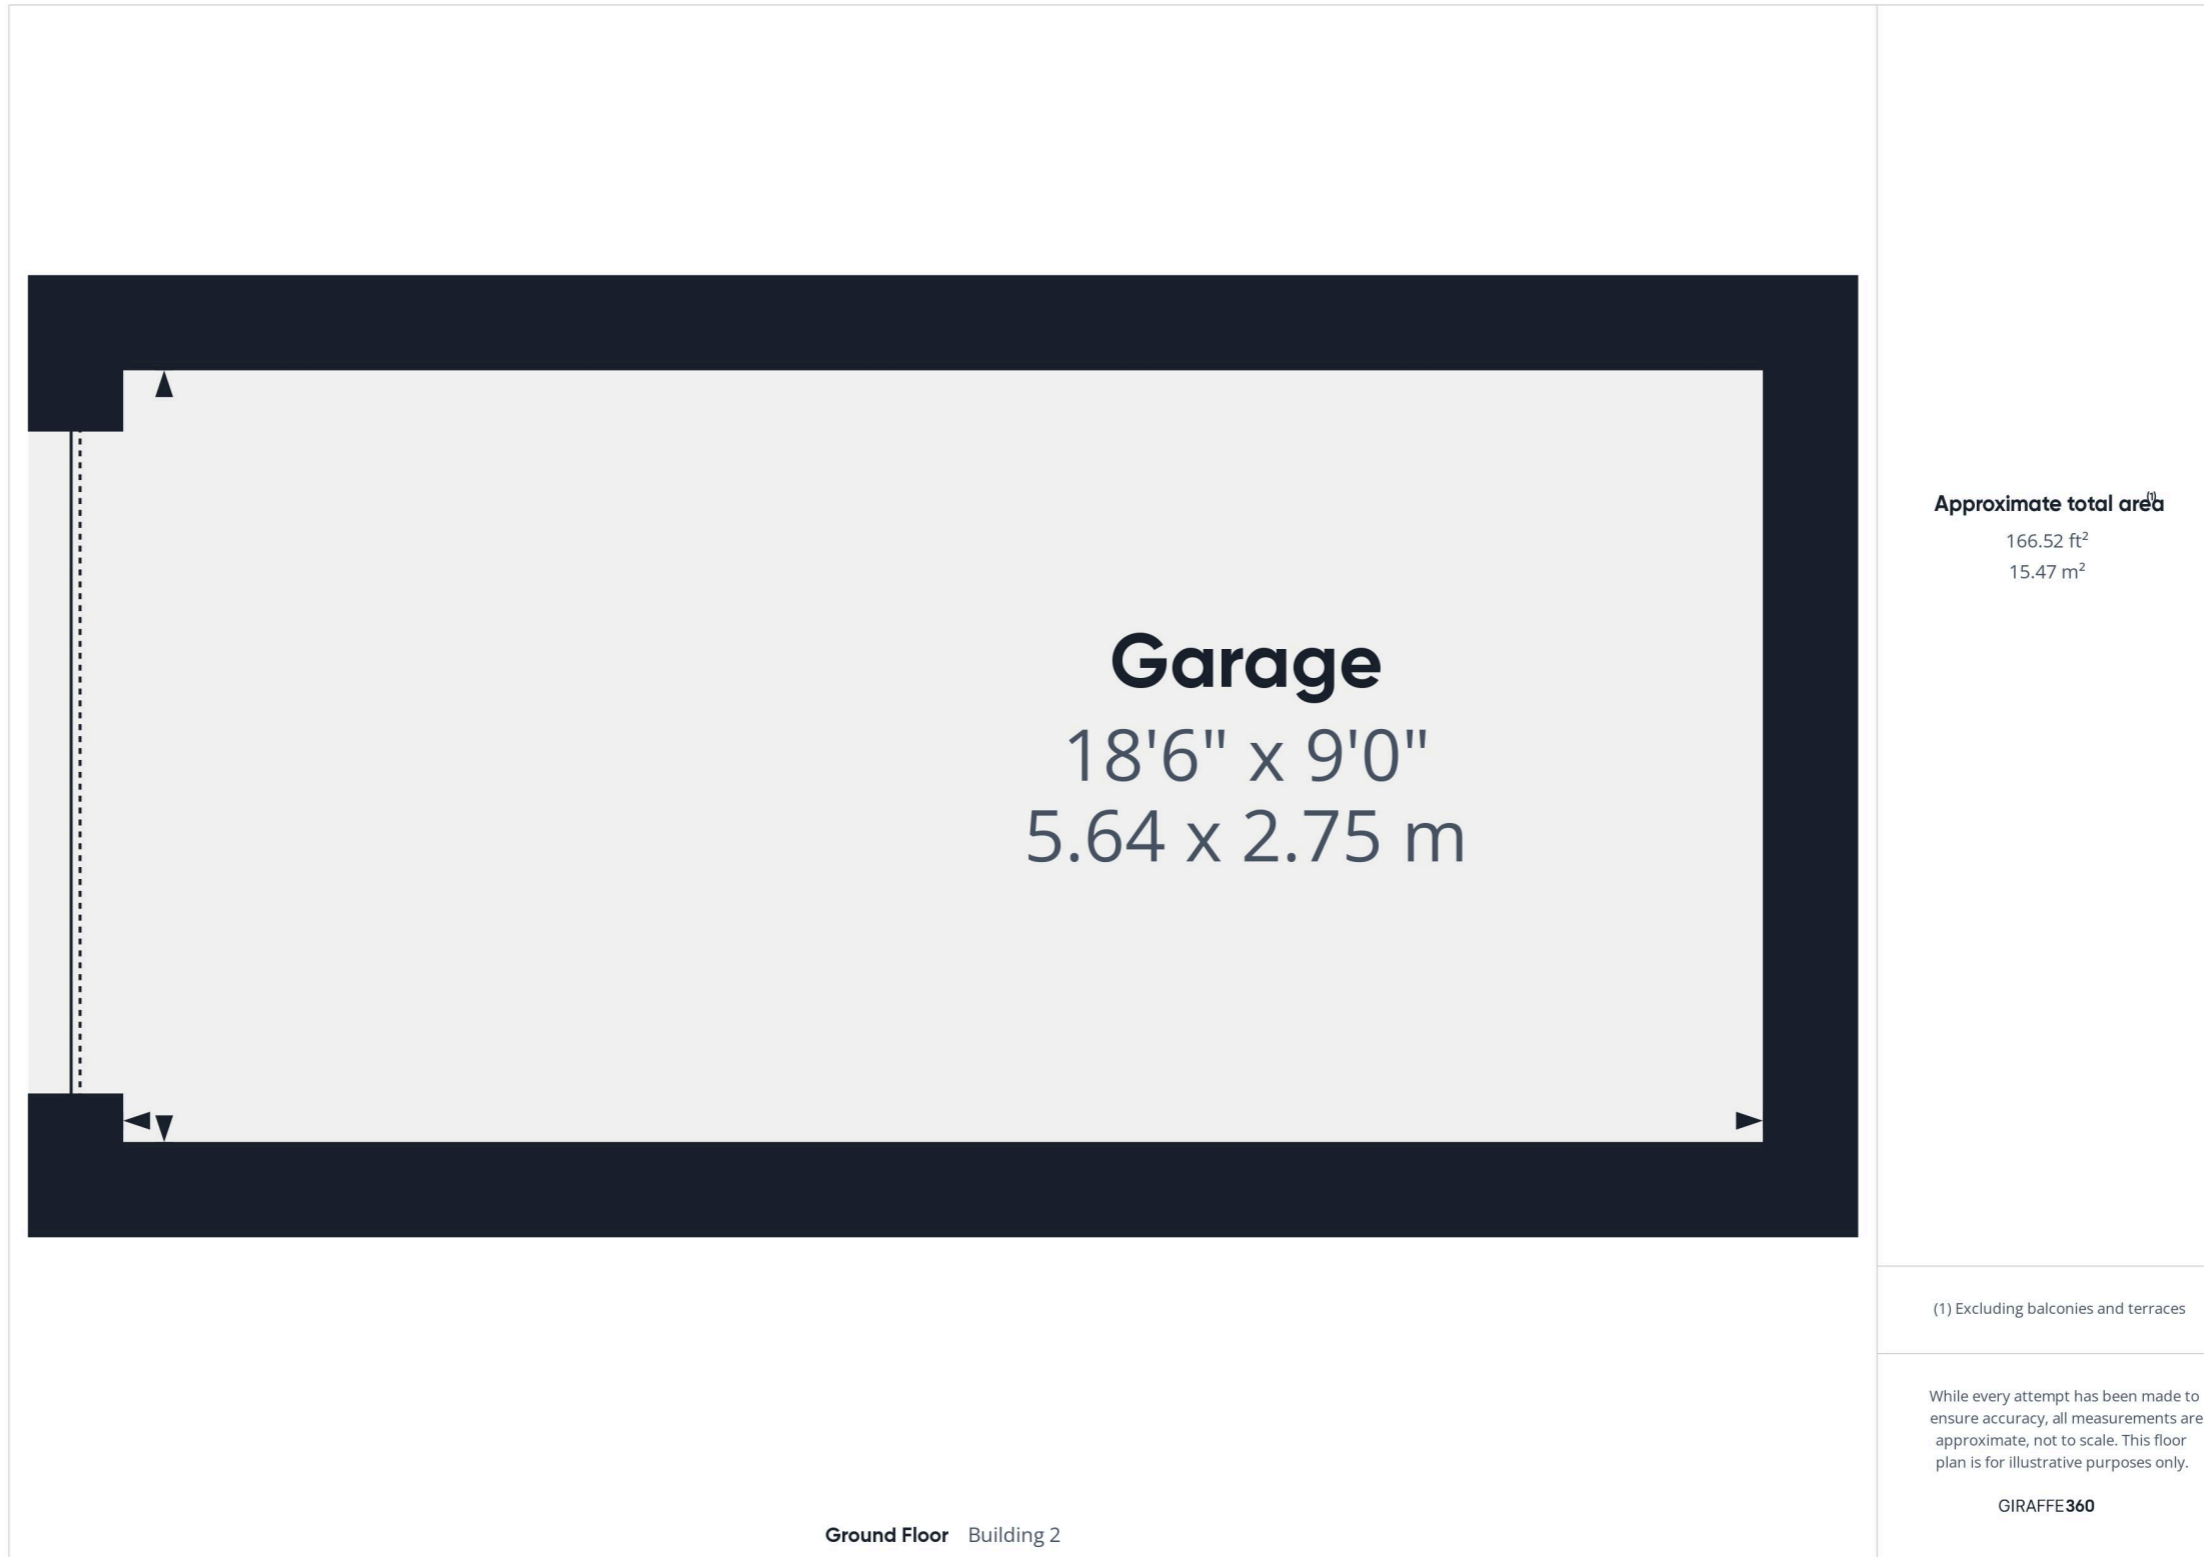 Garage
18'6" x 9'0"
5.64 x 2.75 m
Ground Floor Building 2
Approximate total area(1)
166.52 ft²
15.47 m²
(1) Excluding balconies and terraces
While every attempt has been made to
ensure accuracy, all measurements are
approximate, not to scale. This floor
plan is for illustrative purposes only.
GIRAFFE360